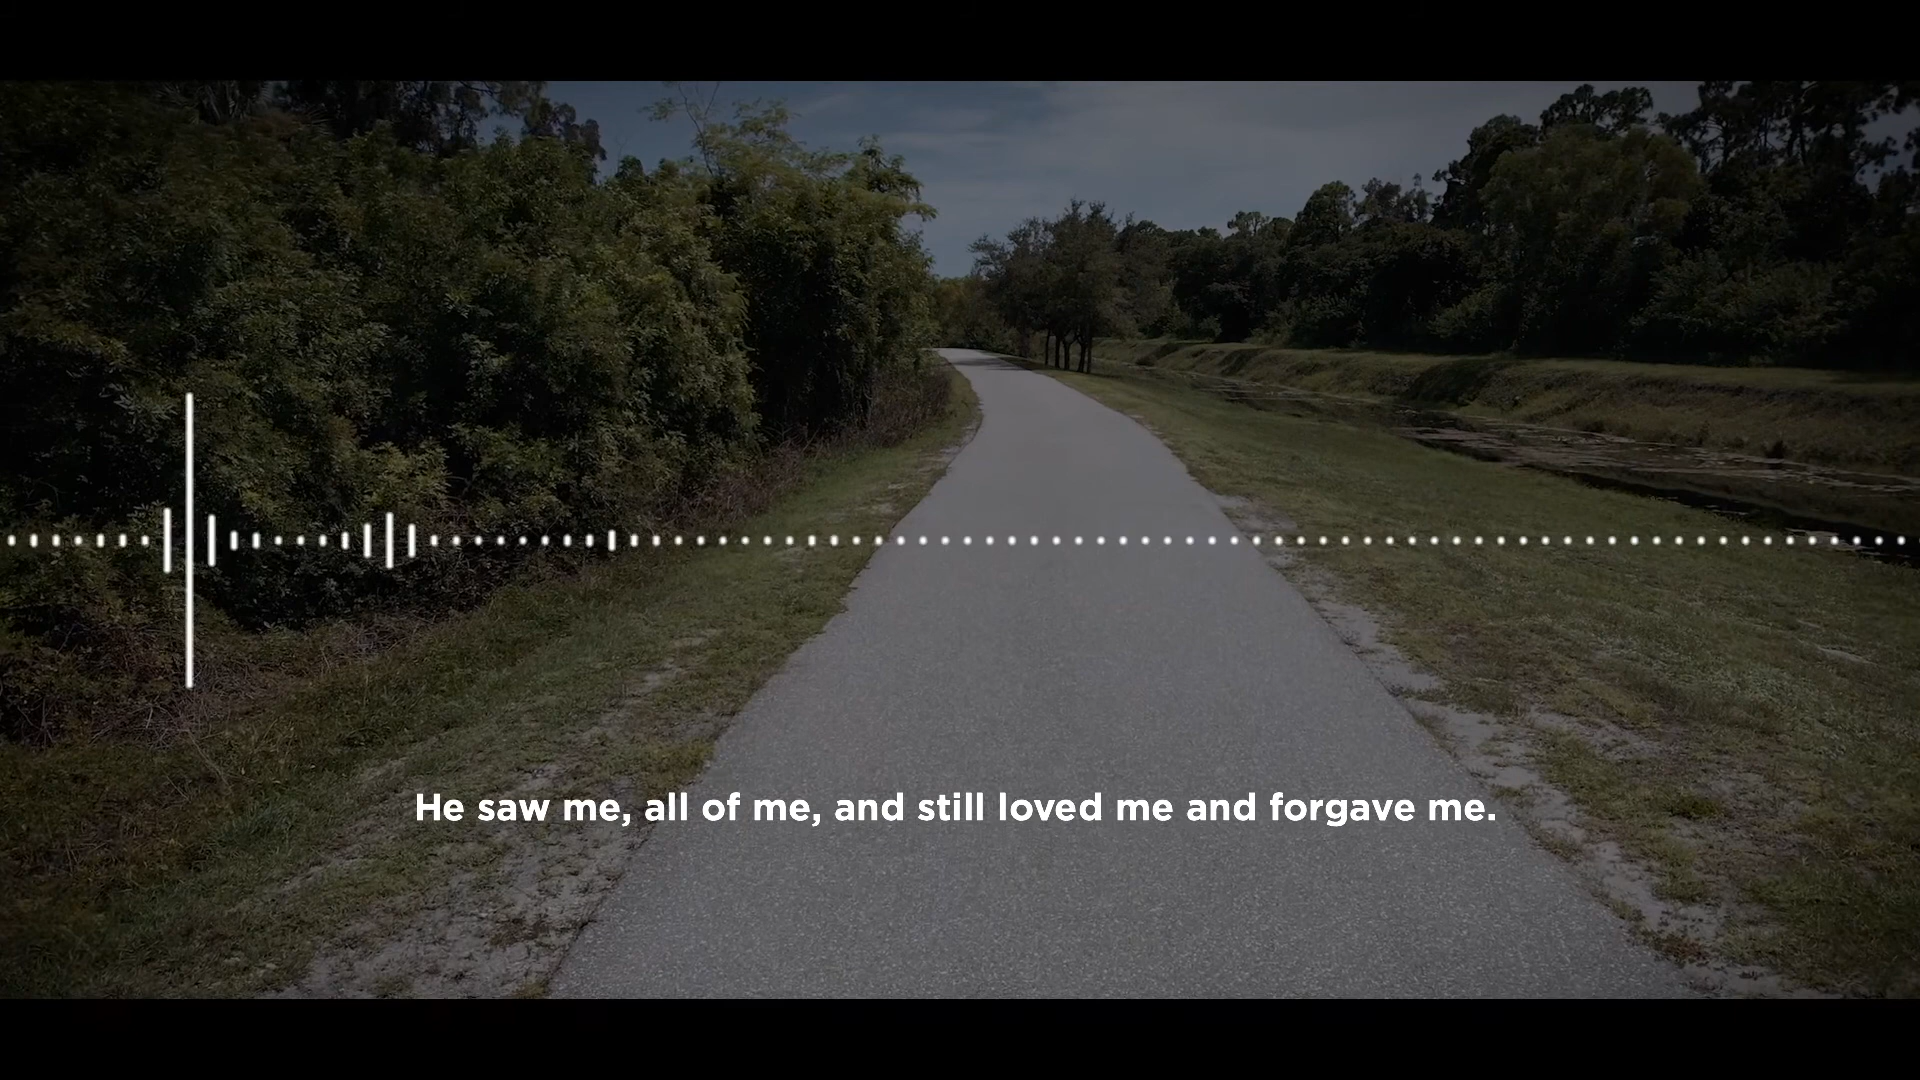 He saw me, all of me, and still loved me and forgave me.